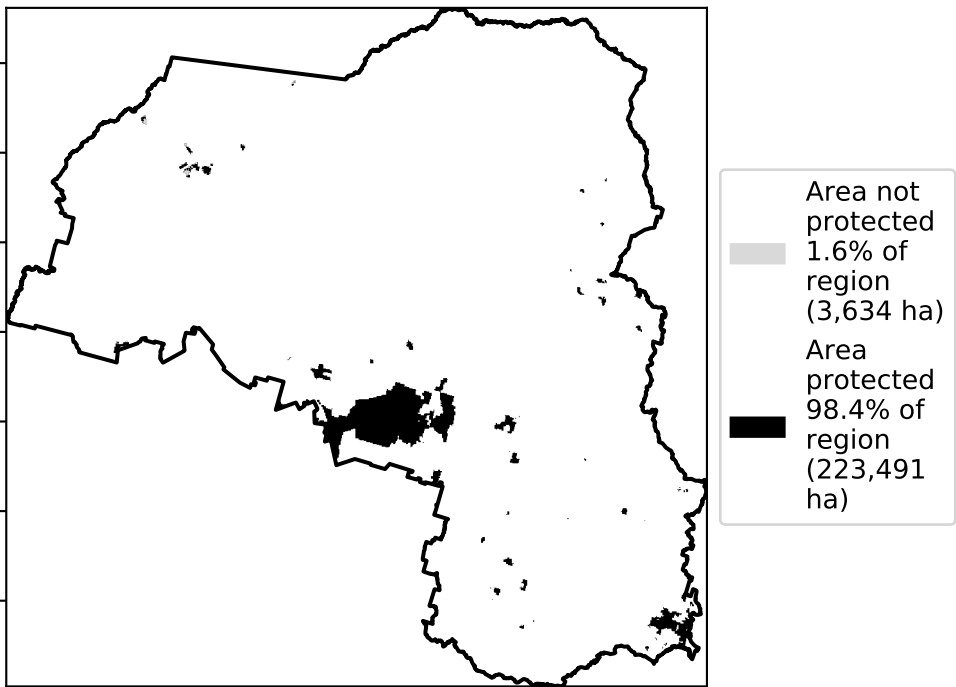 Area not
protected
1.6% of
region
(3,634 ha)
Area
protected
98.4% of
region
(223,491
ha)